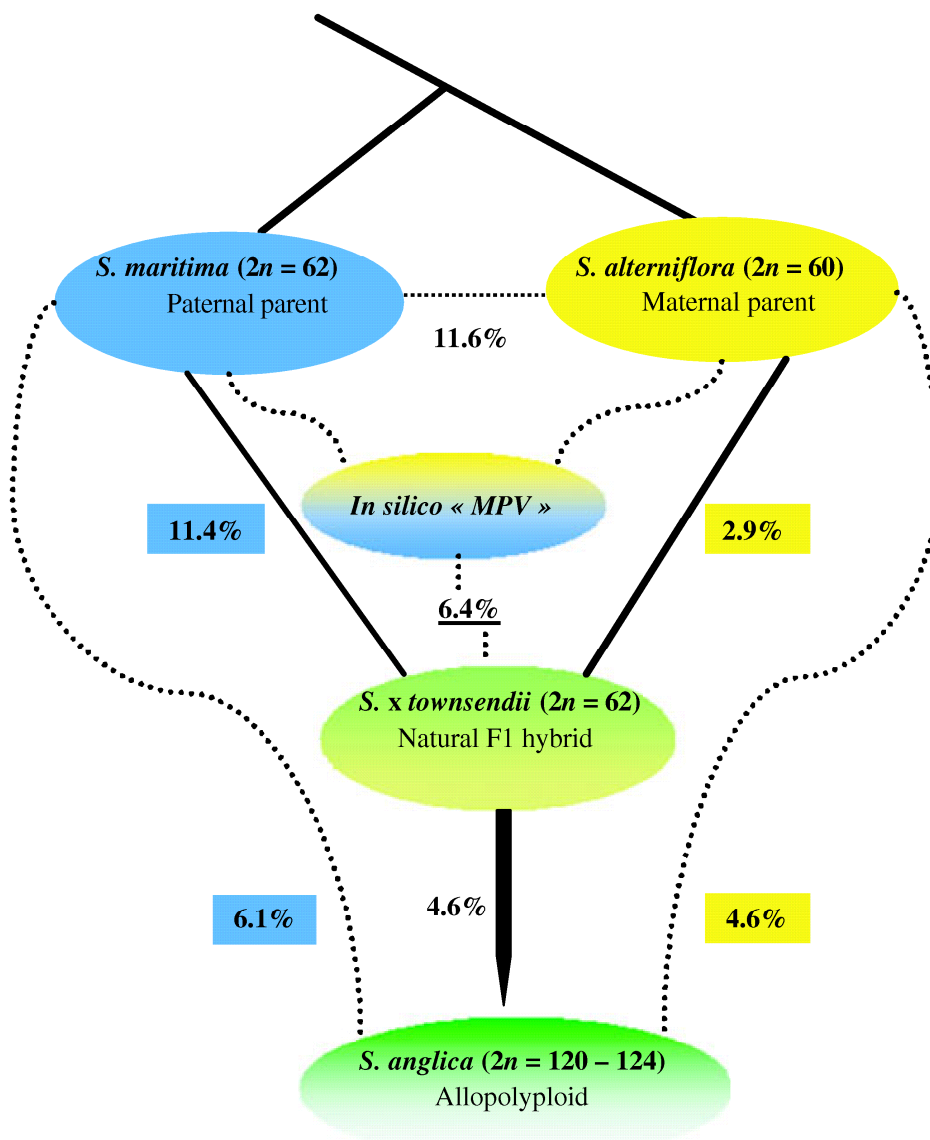 S. maritima (2n = 62)
Paternal parent
S. alterniflora (2n = 60)
Maternal parent
11.6%
In silico « MPV »
11.4%
2.9%
6.4%
S. x townsendii (2n = 62)
Natural F1 hybrid
4.6%
6.1%
4.6%
S. anglica (2n = 120 – 124)
Allopolyploid